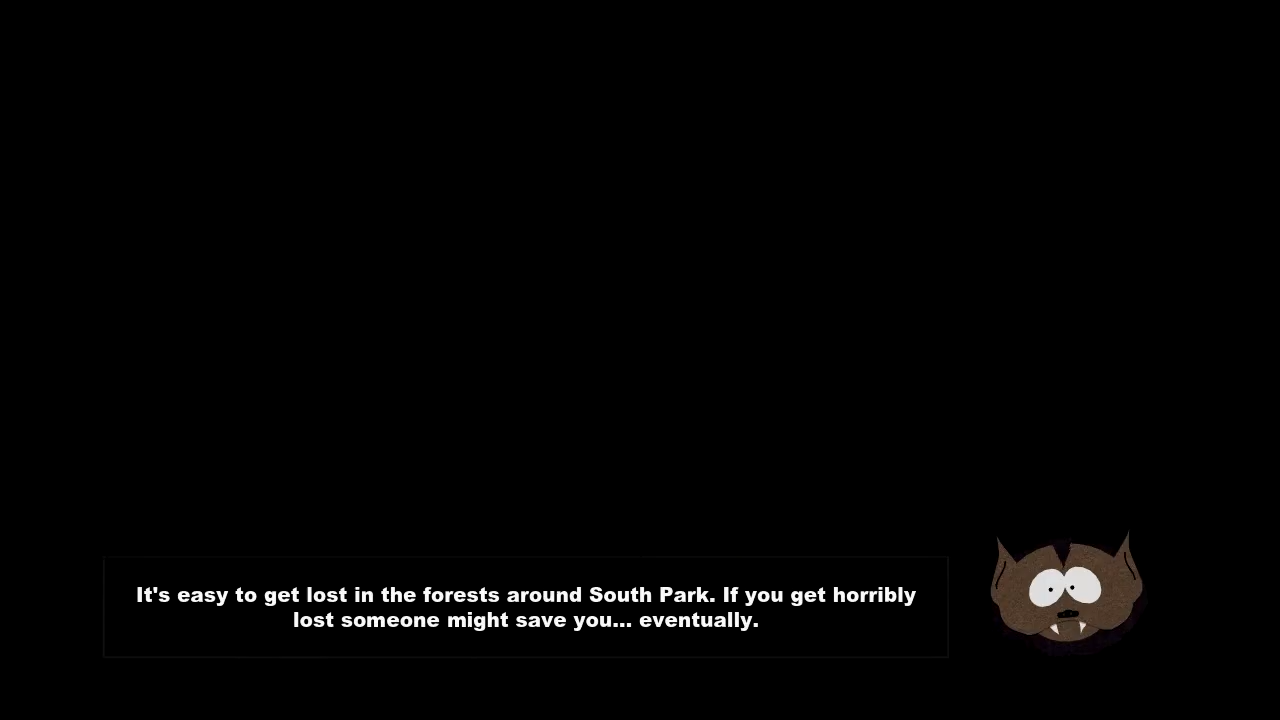 It's easy to get lost in the forests around South Park. If you get horribly
lost someone might save you... eventually.